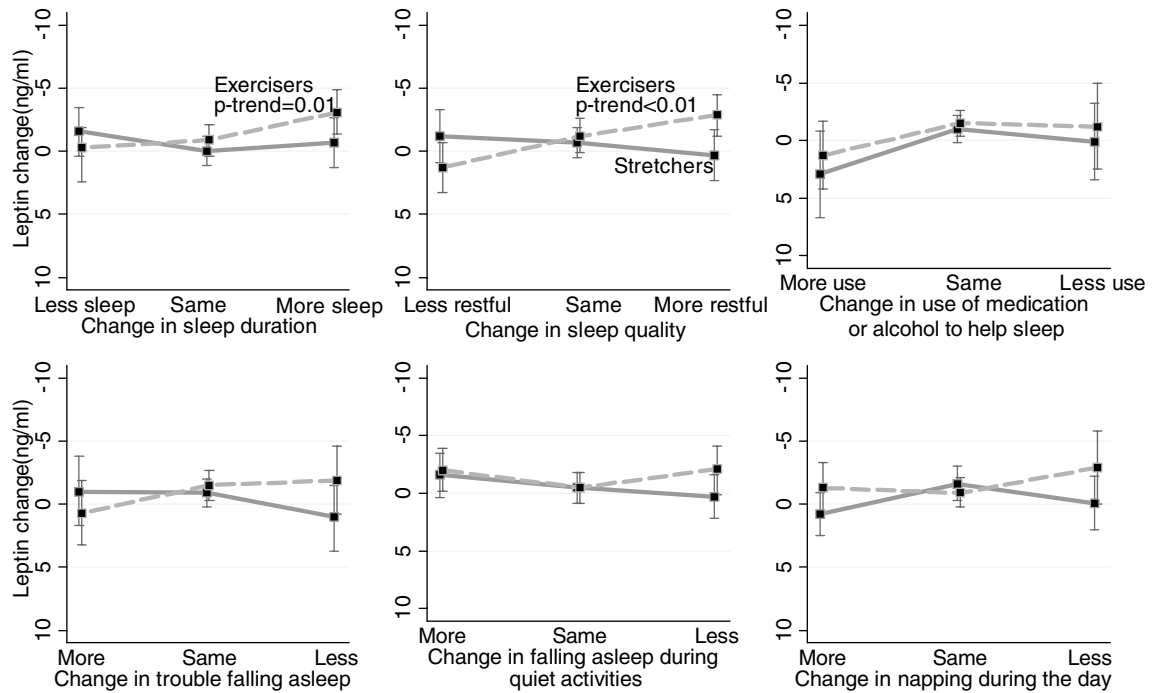 Leptin change(ng/ml)
-10
-5
0
5
10
Exercisers
p-trend=0.01
Less sleep
Same
More sleep
Change in sleep duration
-10
-5
0
5
10
Exercisers
p-trend<0.01
Stretchers
Less restful
Same
More restful
Change in sleep quality
-10
-5
0
5
10
More use
Same
Less use
Change in use of medication
or alcohol to help sleep
Leptin change(ng/ml)
-10
-5
0
5
10
More
Same
Less
Change in trouble falling asleep
-10
-5
0
5
10
More
Same
Less
Change in falling asleep during
quiet activities
-10
-5
0
5
10
More
Same
Less
Change in napping during the day